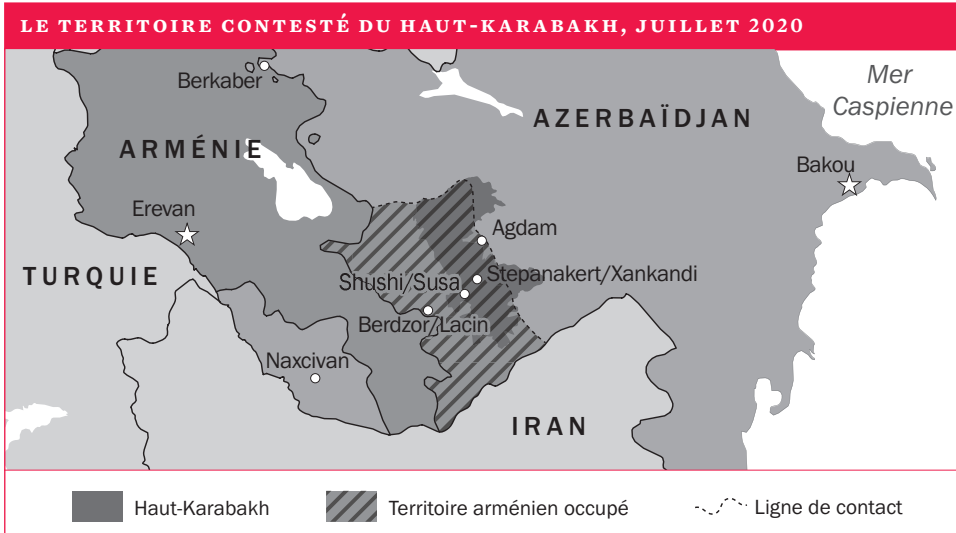 LE TERRITOIRE CONTESTÉ DU HAUT-KARABAKH, JUILLET 2020
Berkaber
Mer
Caspienne
AZERBAÏDJAN
ARMÉNIE
Bakou
Erevan
Agdam
TURQUIE
Stepanakert/Xankandi
Shushi/Susa
Berdzor/Lacin
Naxcivan
IRAN
Haut-Karabakh
Territoire arménien occupé
Ligne de contact